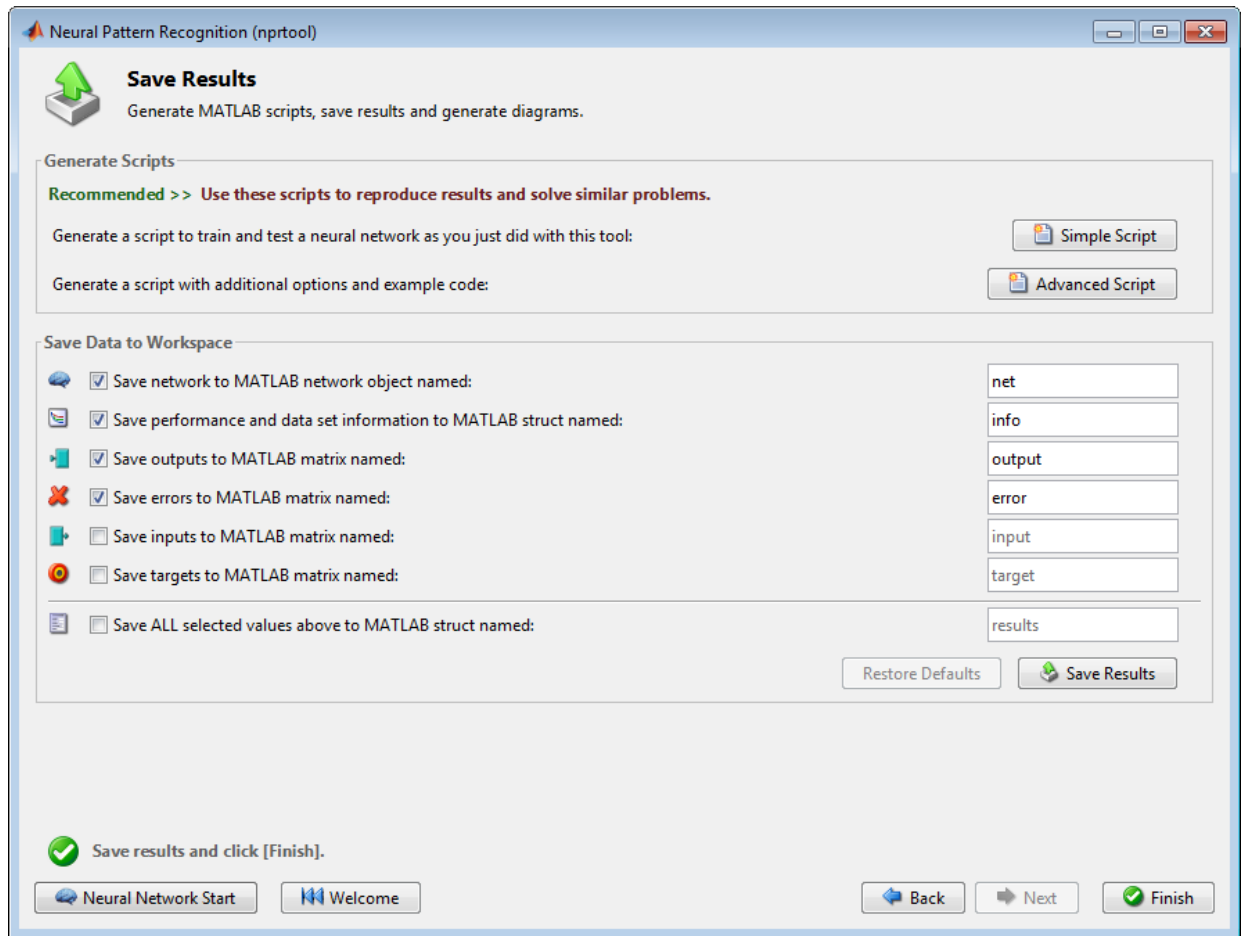 Neural Pattern Recognition (nprtool)
Save Results
Generate MATLAB scripts, save results and generate diagrams.
Generate Scripts
Recommended >> Use these scripts to reproduce results and solve similar problems.
Generate a script to train and test a neural network as you just did with this tool: Simple Script
Generate a script with additional options and example code: Advanced Script
Save Data to Workspace
Save network to MATLAB network object named: net
Save performance and data set information to MATLAB struct named: info
Save outputs to MATLAB matrix named: output
Save errors to MATLAB matrix named: error
Save inputs to MATLAB matrix named: input
Save targets to MATLAB matrix named: target
Save ALL selected values above to MATLAB struct named: results
Restore Defaults Save Results
Save results and click [Finish].
Neural Network Start Welcome Back Next Finish